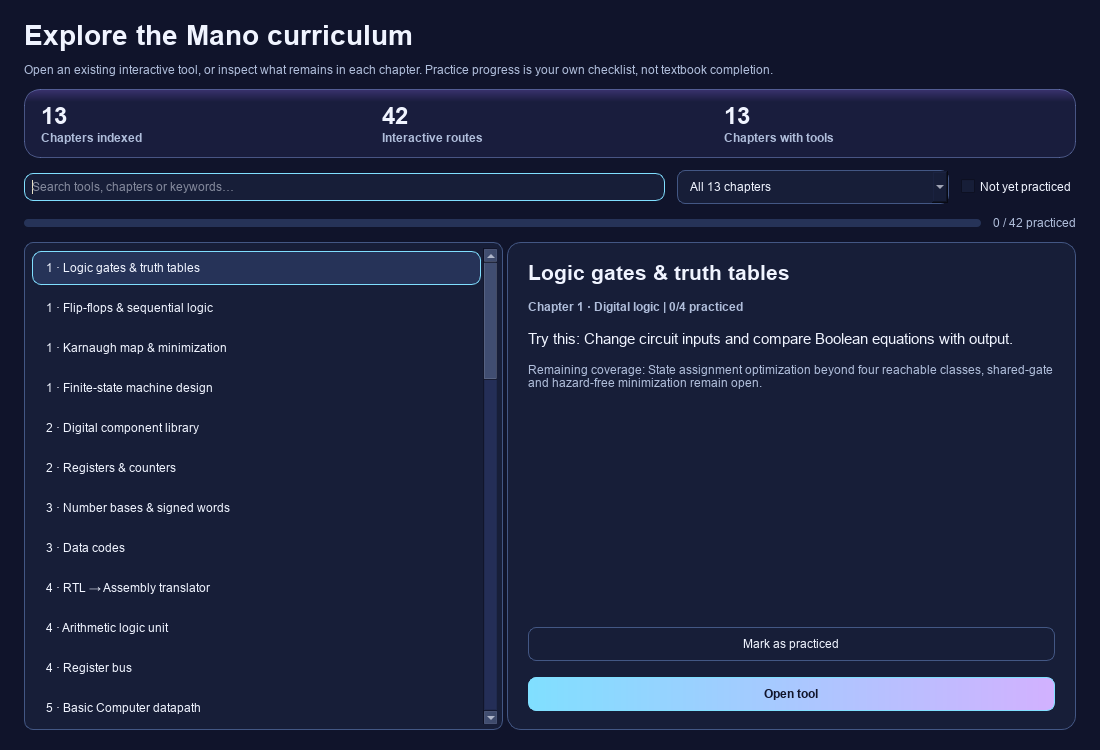 Explore the Mano curriculum
Open an existing interactive tool, or inspect what remains in each chapter. Practice progress is your own checklist, not textbook completion.
13
Chapters indexed
42
Interactive routes
13
Chapters with tools
Search tools, chapters or keywords…
All 13 chapters
Not yet practiced
0 / 42 practiced
1 · Logic gates & truth tables
1 · Flip-flops & sequential logic
1 · Karnaugh map & minimization
1 · Finite-state machine design
2 · Digital component library
2 · Registers & counters
3 · Number bases & signed words
3 · Data codes
4 · RTL → Assembly translator
4 · Arithmetic logic unit
4 · Register bus
5 · Basic Computer datapath
Logic gates & truth tables
Chapter 1 · Digital logic | 0/4 practiced
Try this: Change circuit inputs and compare Boolean equations with output.
Remaining coverage: State assignment optimization beyond four reachable classes, shared-gate
and hazard-free minimization remain open.
Mark as practiced
Open tool